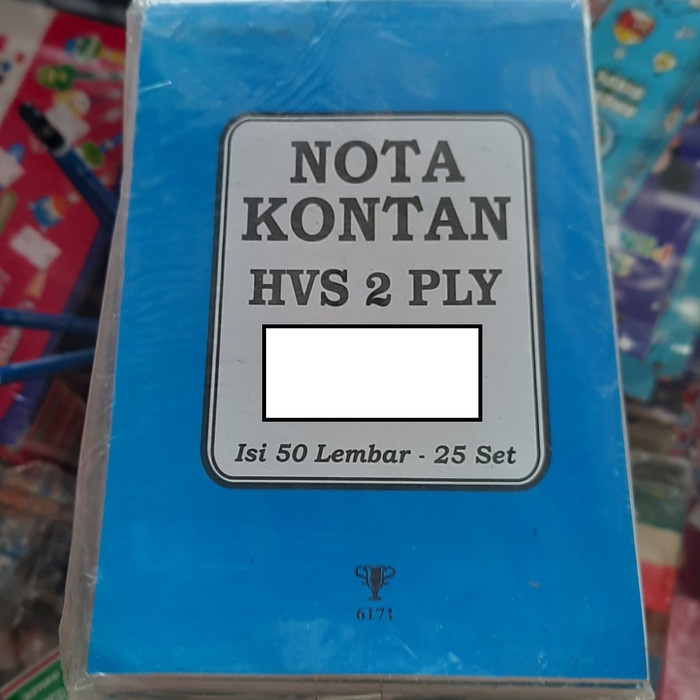 NOTA
KONTAN
HVS 2 PLY
Isi 50 Lembar - 25 Set
6171